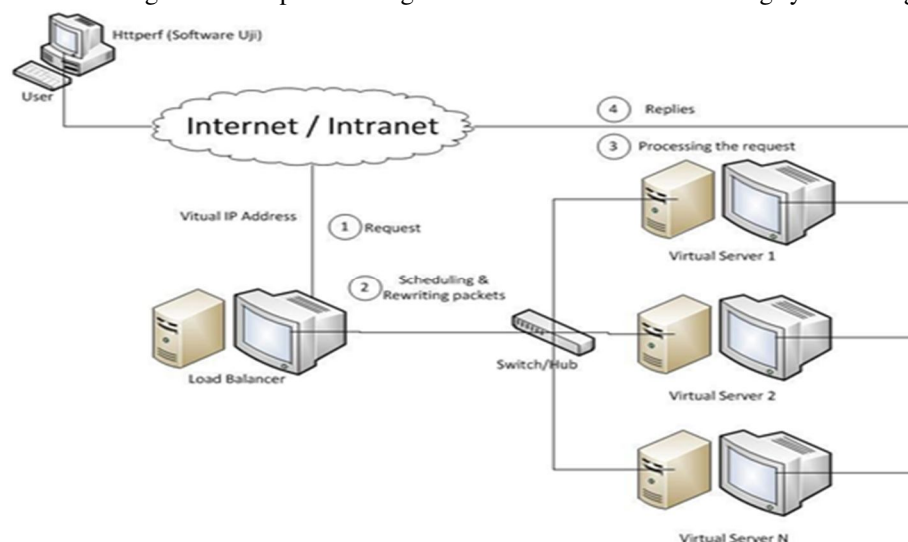 Httperf (Software Uji)
User
Internet / Intranet
4 Replies
3 Processing the request
Vitual IP Address
1 Request
Virtual Server 1
2 Scheduling &
Rewriting packets
Switch/Hub
Load Balancer
Virtual Server 2
Virtual Server N